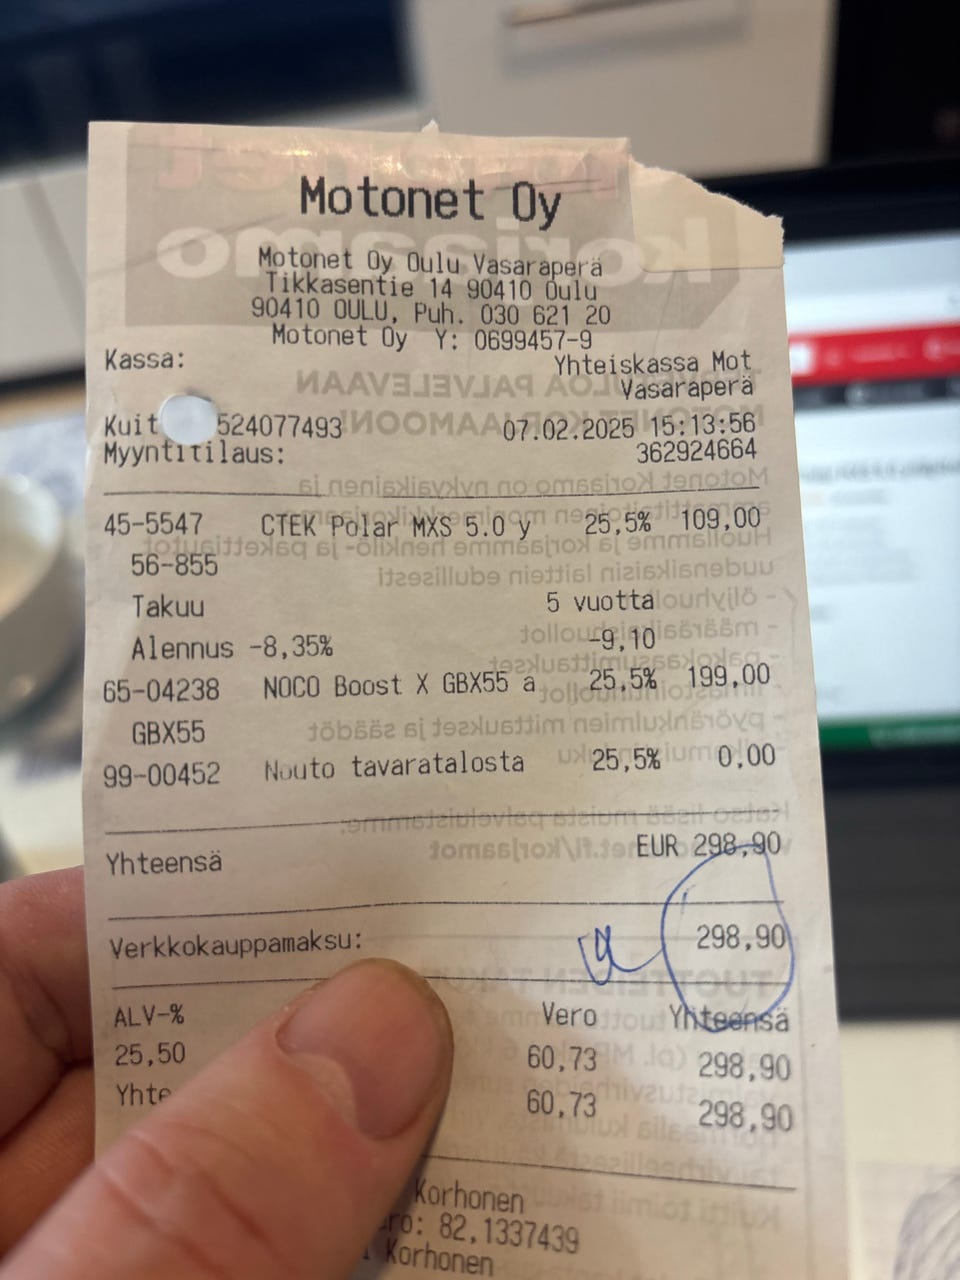 Motonet Oy
Motonet Oy Oulu Vasaraperä
Tikkasentie 14 90410 Oulu
90410 OULU, Puh. 030 621 20
Motonet Oy Y: 0699457-9
Kassa: Yhteiskassa Mot
Vasaraperä
Kuit 524077493 07.02.2025 15:13:56
Myyntitilaus: 362924664
45-5547 CTEK Polar MXS 5.0 y 25,5% 109,00
56-855
Takuu 5 vuotta
Alennus -8,35% -9,10
65-04238 NOCO Boost X GBX55 a 25,5% 199,00
GBX55
99-00452 Nouto tavaratalosta 25,5% 0,00
Yhteensä EUR 298,90
Verkkokauppamaksu: 298,90
ALV-% Vero Yhteensä
25,50 60,73 298,90
Yhte 60,73 298,90
Korhonen
ro: 82,1337439
Korhonen